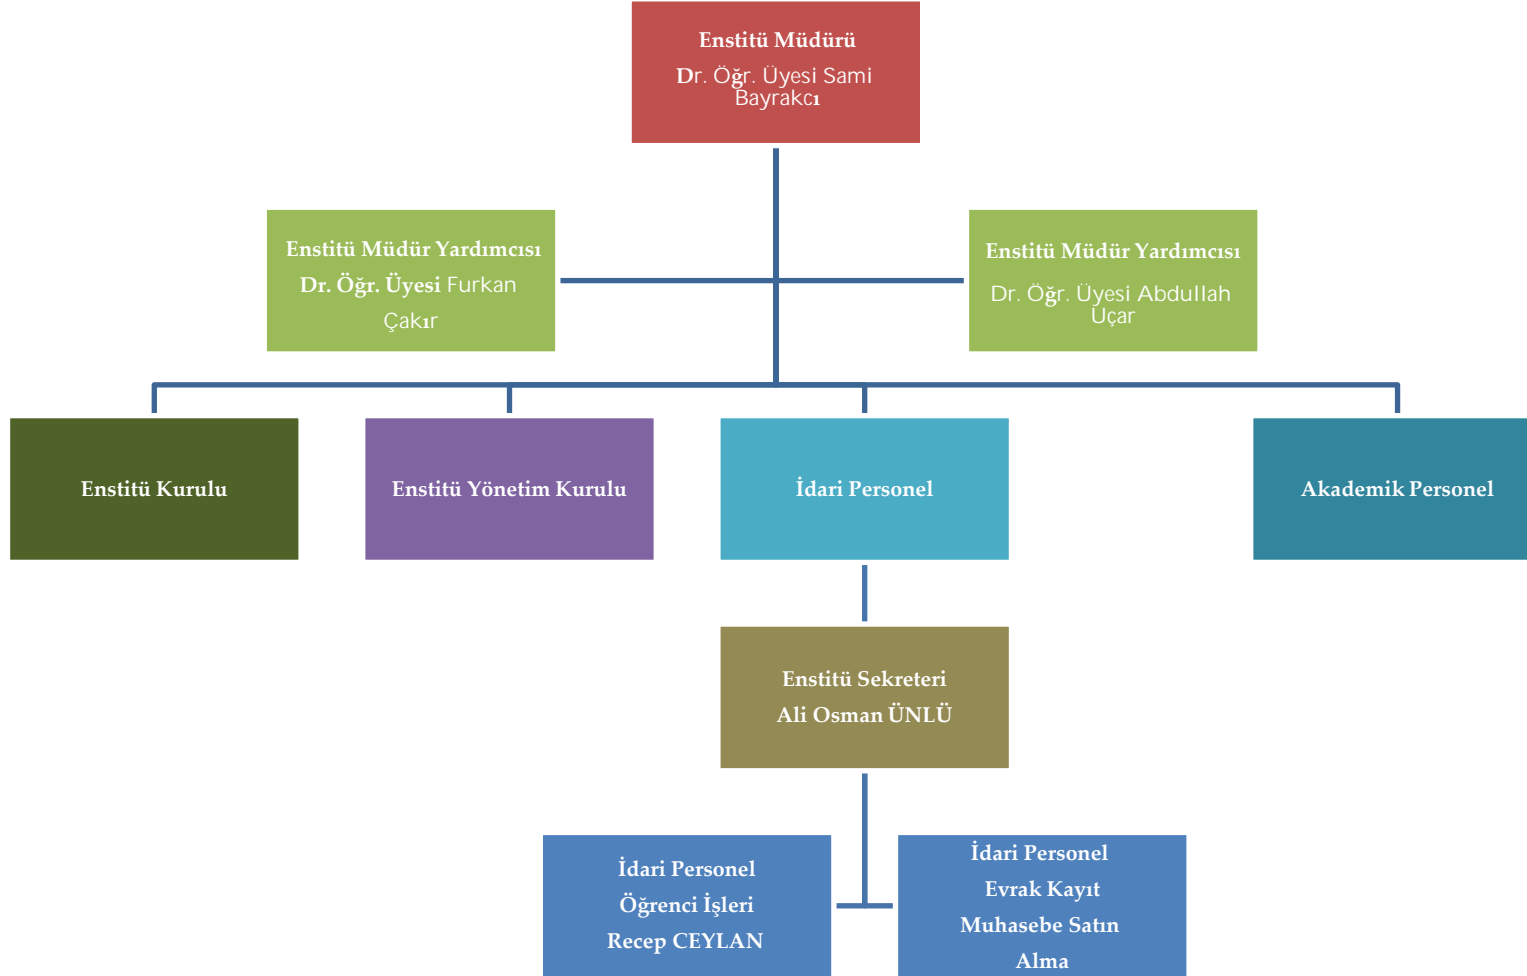 Enstitü Müdürü
Dr. Öğr. Üyesi Sami
Bayrakcı
Enstitü Müdür Yardımcısı
Dr. Öğr. Üyesi Furkan
Çakır
Enstitü Müdür Yardımcısı
Dr. Öğr. Üyesi Abdullah
Uçar
Enstitü Kurulu
Enstitü Yönetim Kurulu
İdari Personel
Akademik Personel
Enstitü Sekreteri
Ali Osman ÜNLÜ
İdari Personel
Öğrenci İşleri
Recep CEYLAN
İdari Personel
Evrak Kayıt
Muhasebe Satın
Alma